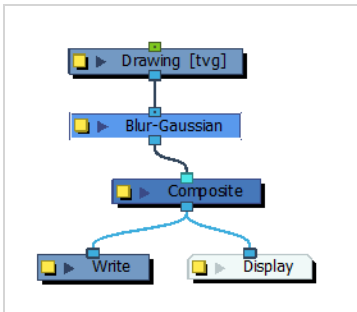 Drawing [tvg]
Blur-Gaussian
Composite
Write
Display